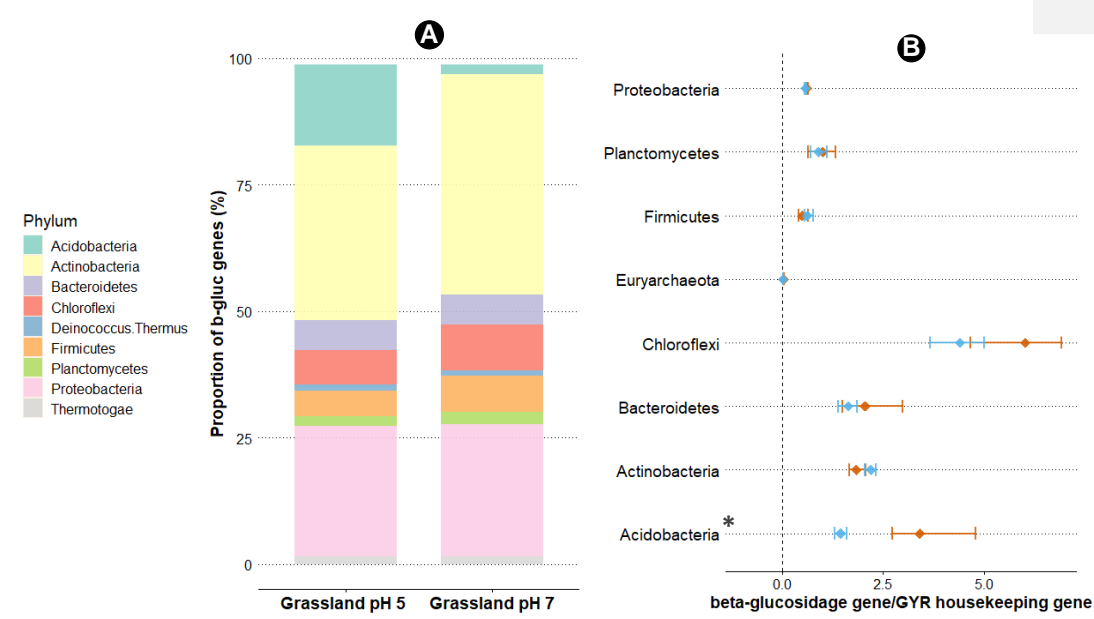 A
B
Phylum
Acidobacteria
Actinobacteria
Bacteroidetes
Chloroflexi
Deinococcus.Thermus
Firmicutes
Planctomycetes
Proteobacteria
Thermotogae
Proportion of b-gluc genes (%)
100
75
50
25
0
Grassland pH 5
Grassland pH 7
Proteobacteria
Planctomycetes
Firmicutes
Euryarchaeota
Chloroflexi
Bacteroidetes
Actinobacteria
Acidobacteria *
0.0
2.5
5.0
beta-glucosidage gene/GYR housekeeping gene